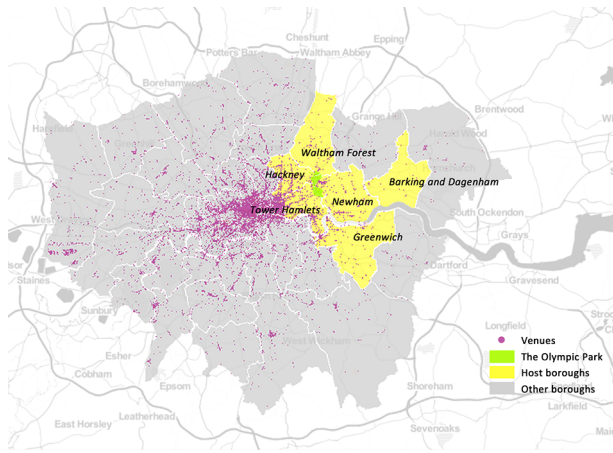 Cheshunt
Epping
Potters Bar
Waltham Abbey
Brentwood
Grange Hill
Harold Wood
Waltham Forest
Hackney
Barking and Dagenham
Newham
Tower Hamlets
South Ockendon
Greenwich
Grays
Dartford
Gravesend
Staines
Sunbury
Longfield
West Wickham
Esher
Cobham
Epsom
Shoreham
Leatherhead
East Horsley
Sevenoaks
Larkfield
Venues
The Olympic Park
Host boroughs
Other boroughs